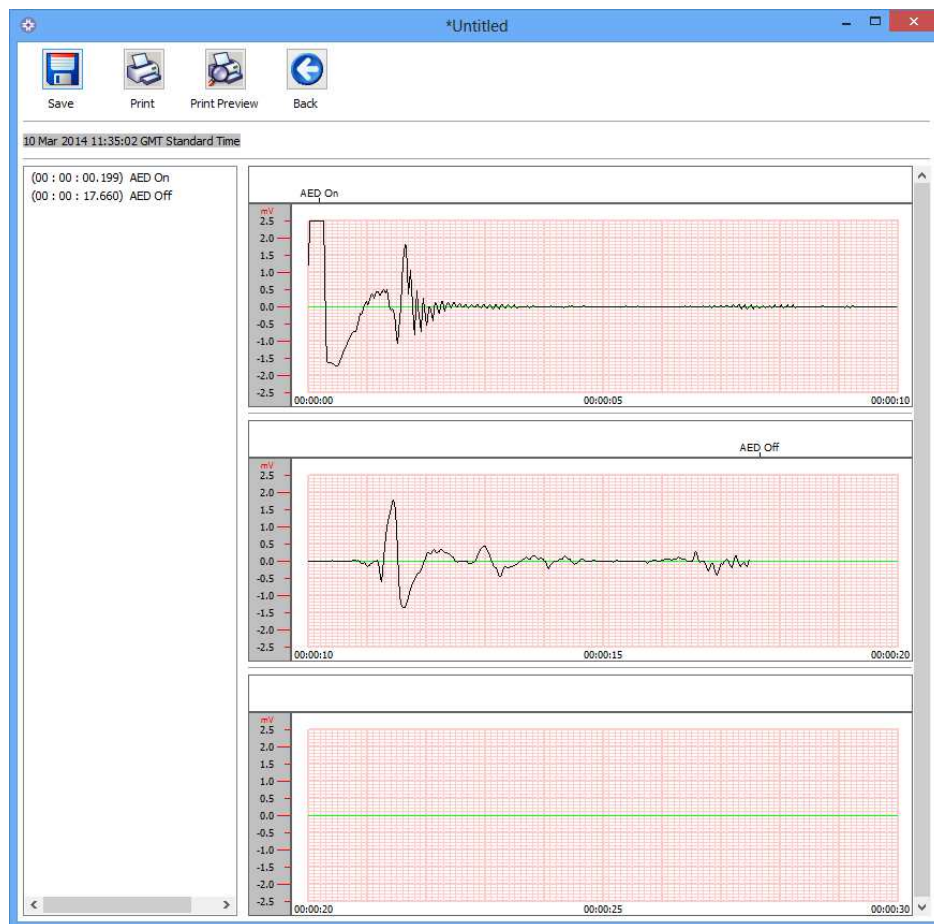 *Untitled
Save Print Print Preview Back
10 Mar 2014 11:35:02 GMT Standard Time
(00 : 00 : 00.199) AED On
(00 : 00 : 17.660) AED Off
AED On
mV
2.5
2.0
1.5
1.0
0.5
0.0
-0.5
-1.0
-1.5
-2.0
-2.5
00:00:00 00:00:05 00:00:10
AED Off
mV
2.5
2.0
1.5
1.0
0.5
0.0
-0.5
-1.0
-1.5
-2.0
-2.5
00:00:10 00:00:15 00:00:20
mV
2.5
2.0
1.5
1.0
0.5
0.0
-0.5
-1.0
-1.5
-2.0
-2.5
00:00:20 00:00:25 00:00:30